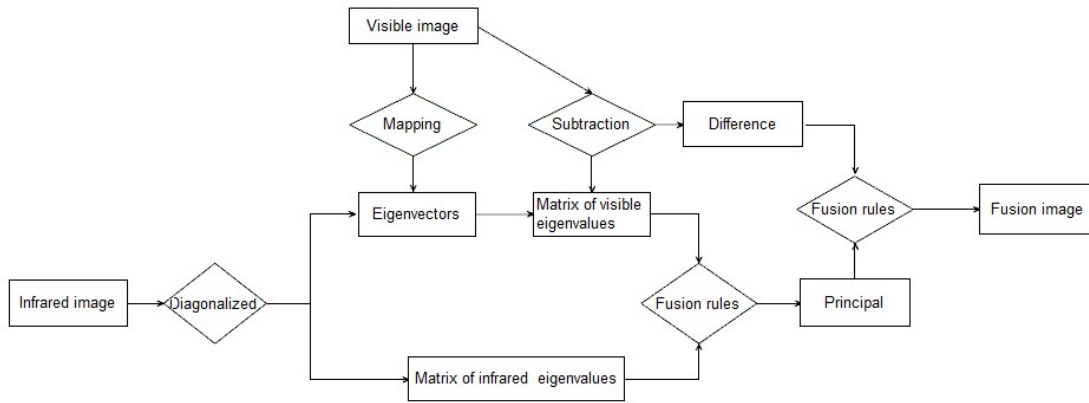 Visible image
Mapping
Subtraction
Difference
Eigenvectors
Matrix of visible
eigenvalues
Fusion rules
Fusion image
Infrared image
Diagonalized
Fusion rules
Principal
Matrix of infrared eigenvalues